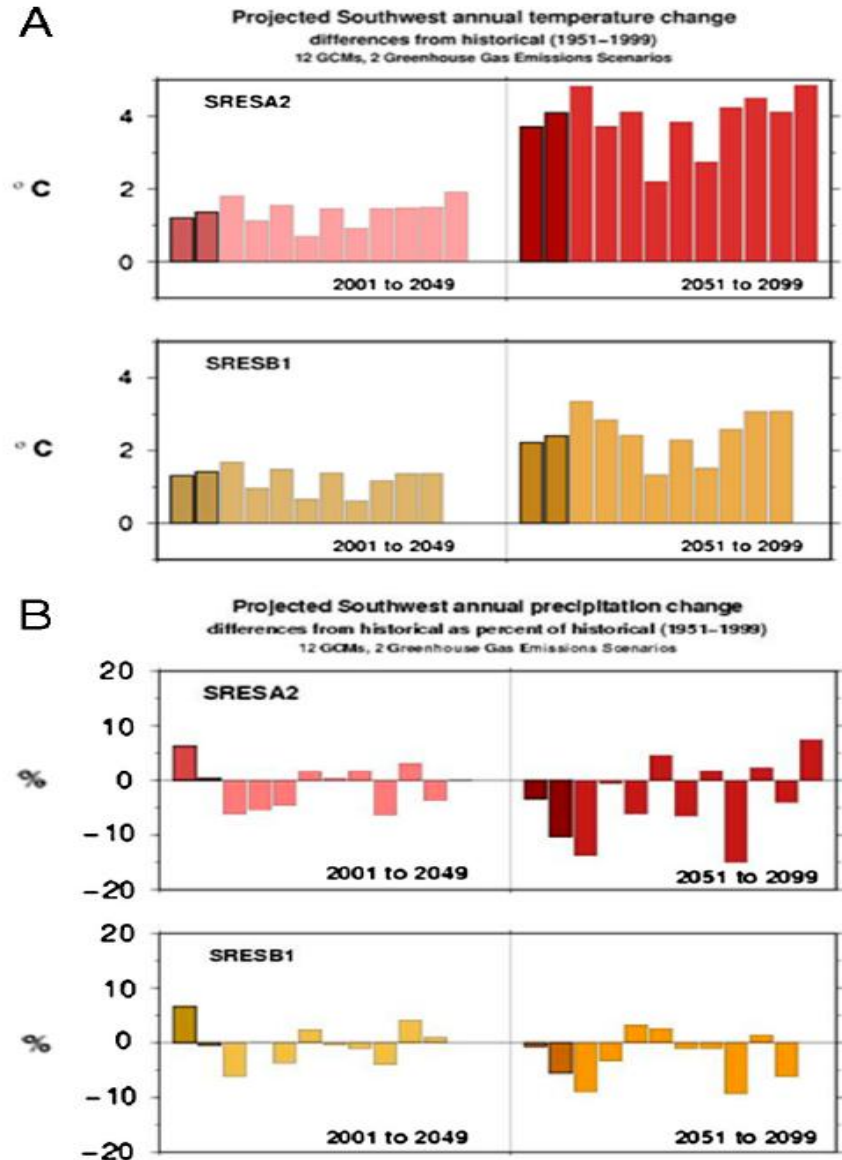 A
Projected Southwest annual temperature change
differences from historical (1951–1999)
12 GCMs, 2 Greenhouse Gas Emissions Scenarios
SRESA2
4
2
0
°C
2001 to 2049
2051 to 2099
SRESB1
4
2
0
°C
2001 to 2049
2051 to 2099
B
Projected Southwest annual precipitation change
differences from historical as percent of historical (1951–1999)
12 GCMs, 2 Greenhouse Gas Emissions Scenarios
SRESA2
20
10
0
−10
−20
%
2001 to 2049
2051 to 2099
SRESB1
20
10
0
−10
−20
%
2001 to 2049
2051 to 2099